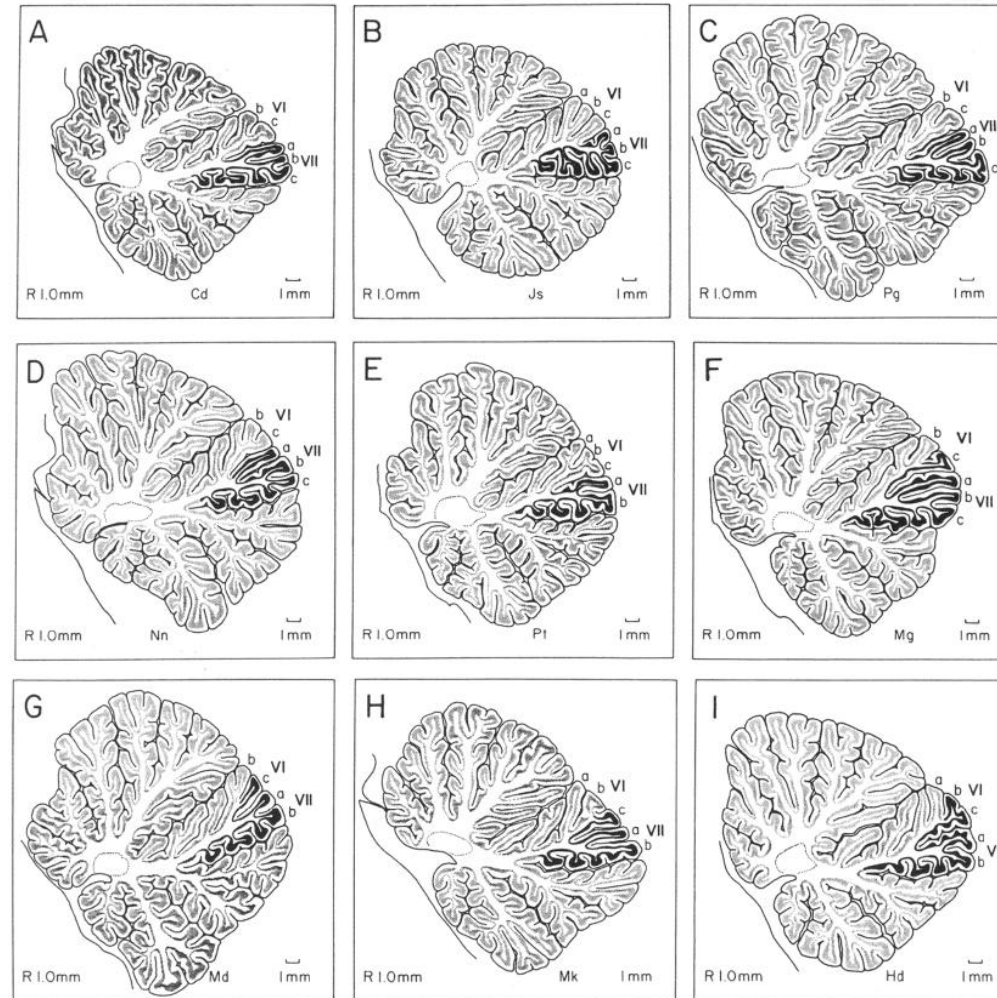 A
b VI
c
a
b VII
c
R 1.0mm Cd 1mm
B
a
b VI
c
a
b VII
c
R 1.0mm Js 1mm
C
b VI
c
a VII
b
c
R 1.0mm Pg 1mm
D
b VI
c
a VII
b
c
R 1.0mm Nn 1mm
E
a
b VI
c
a VII
b
R 1.0mm Pt 1mm
F
b VI
c
a
b VII
c
R 1.0mm Mg 1mm
G
b VI
c
a VII
b
R 1.0mm Md 1mm
H
a
b VI
c
a VII
b
R 1.0mm Mk 1mm
I
a
b VI
c
a V
b
R 1.0mm Hd 1mm